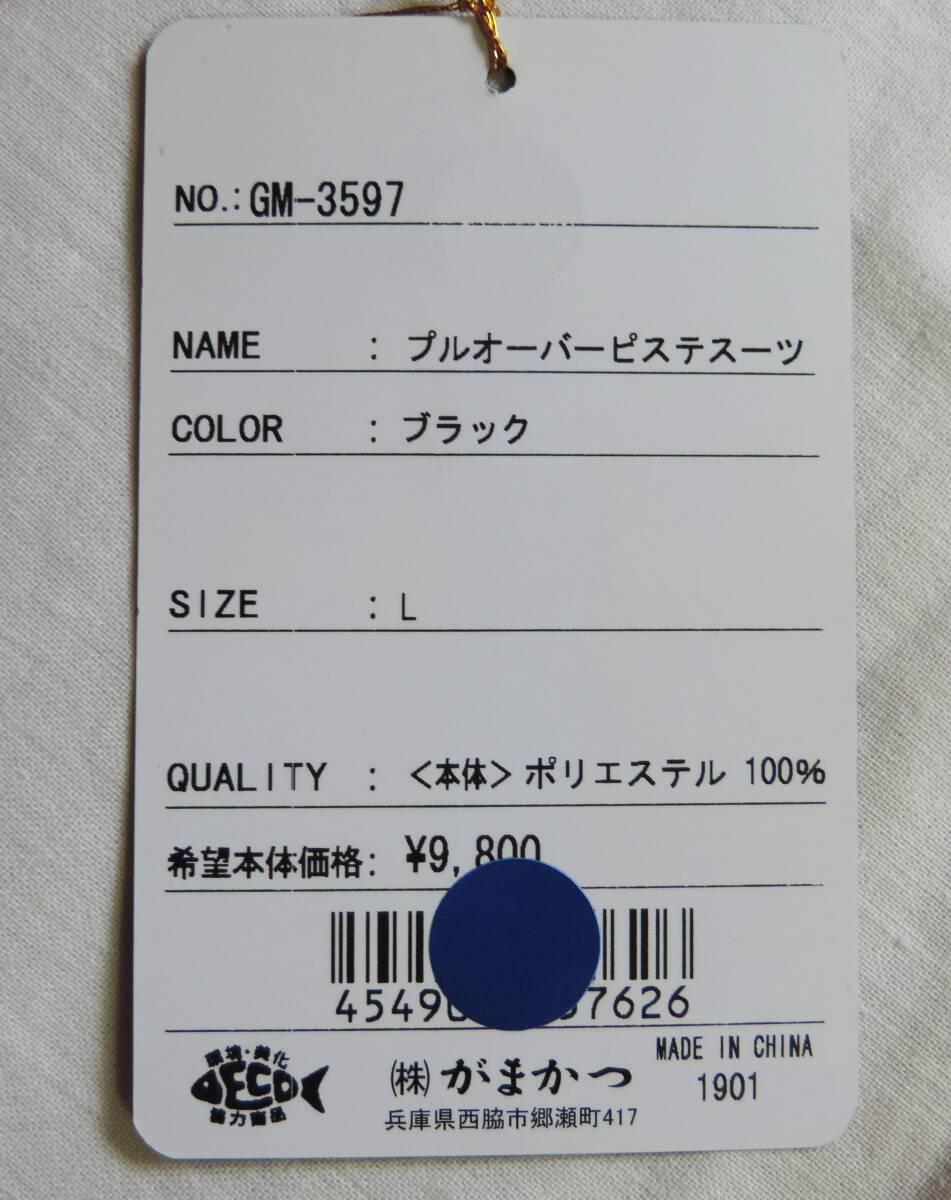 NO.: GM-3597
NAME : プルオーバーピステスーツ
COLOR : ブラック
SIZE : L
QUALITY : <本体>ポリエステル 100%
希望本体価格: ¥9,800
4549 7626
MADE IN CHINA
1901
環境・美化
DECO
協力商品
(株) がまかつ
兵庫県西脇市郷瀬町417